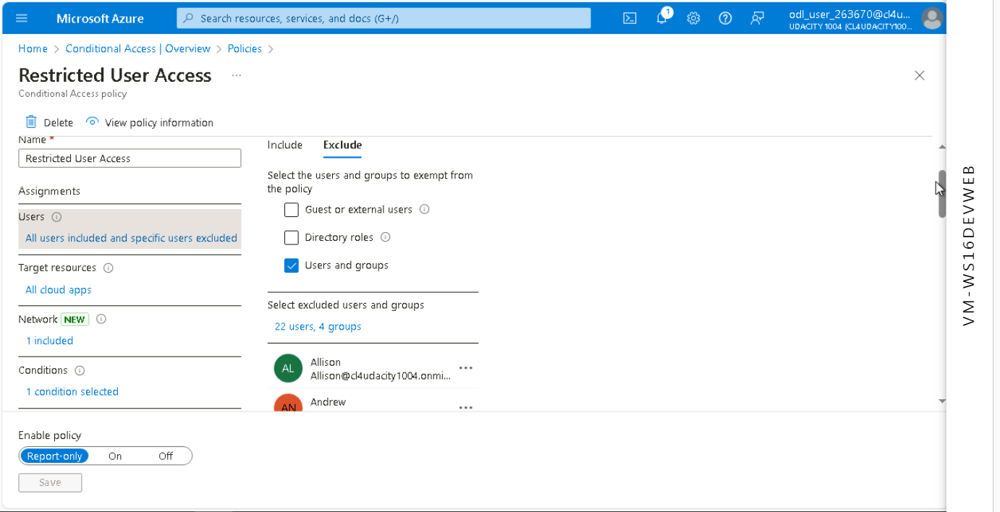 Microsoft Azure
Search resources, services, and docs (G+/)
1
odl_user_263670@cl4u...
UDACITY 1004 (CL4UDACITY100...
Home > Conditional Access | Overview > Policies >
Restricted User Access ...
Conditional Access policy
Delete
View policy information
Name *
Restricted User Access
Assignments
Users
All users included and specific users excluded
Target resources
All cloud apps
Network NEW
1 included
Conditions
1 condition selected
Include
Exclude
Select the users and groups to exempt from
the policy
Guest or external users
Directory roles
Users and groups
Select excluded users and groups
22 users, 4 groups
AL
Allison
Allison@cl4udacity1004.onmi...
AN
Andrew
Enable policy
Report-only
On
Off
Save
VM-WS16DEVWEB